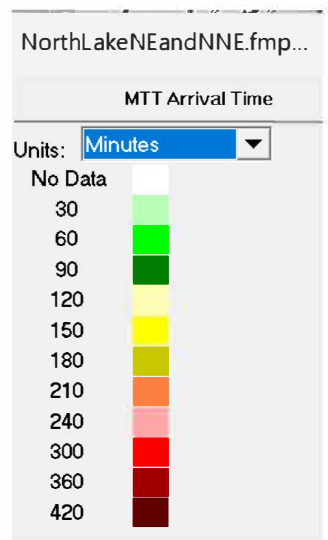 NorthLakeNEandNNE.fmp...
MTT Arrival Time
Units: Minutes
No Data
30
60
90
120
150
180
210
240
300
360
420